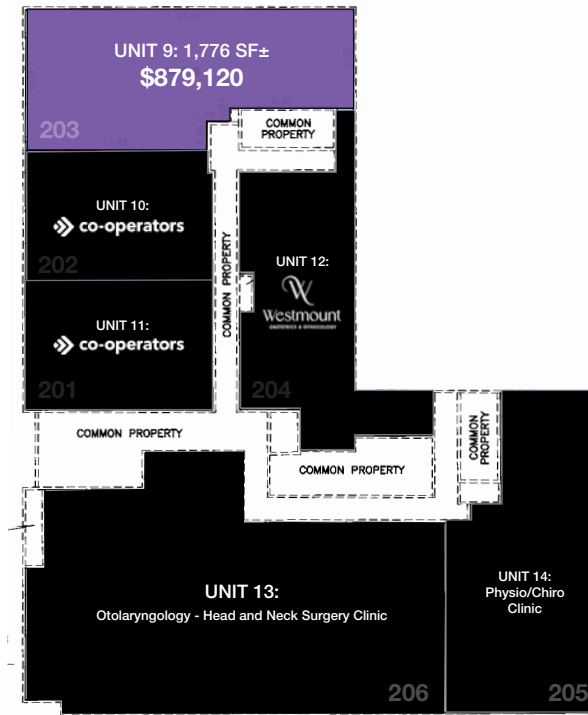 UNIT 9: 1,776 SF±
$879,120
203
COMMON
PROPERTY
UNIT 10:
co-operators
202
COMMON PROPERTY
UNIT 12:
Westmount
OBSTETRICS & GYNAECOLOGY
UNIT 11:
co-operators
201
204
COMMON PROPERTY
COMMON PROPERTY
COMMON
PROPERTY
UNIT 13:
Otolaryngology - Head and Neck Surgery Clinic
206
UNIT 14:
Physio/Chiro
Clinic
205